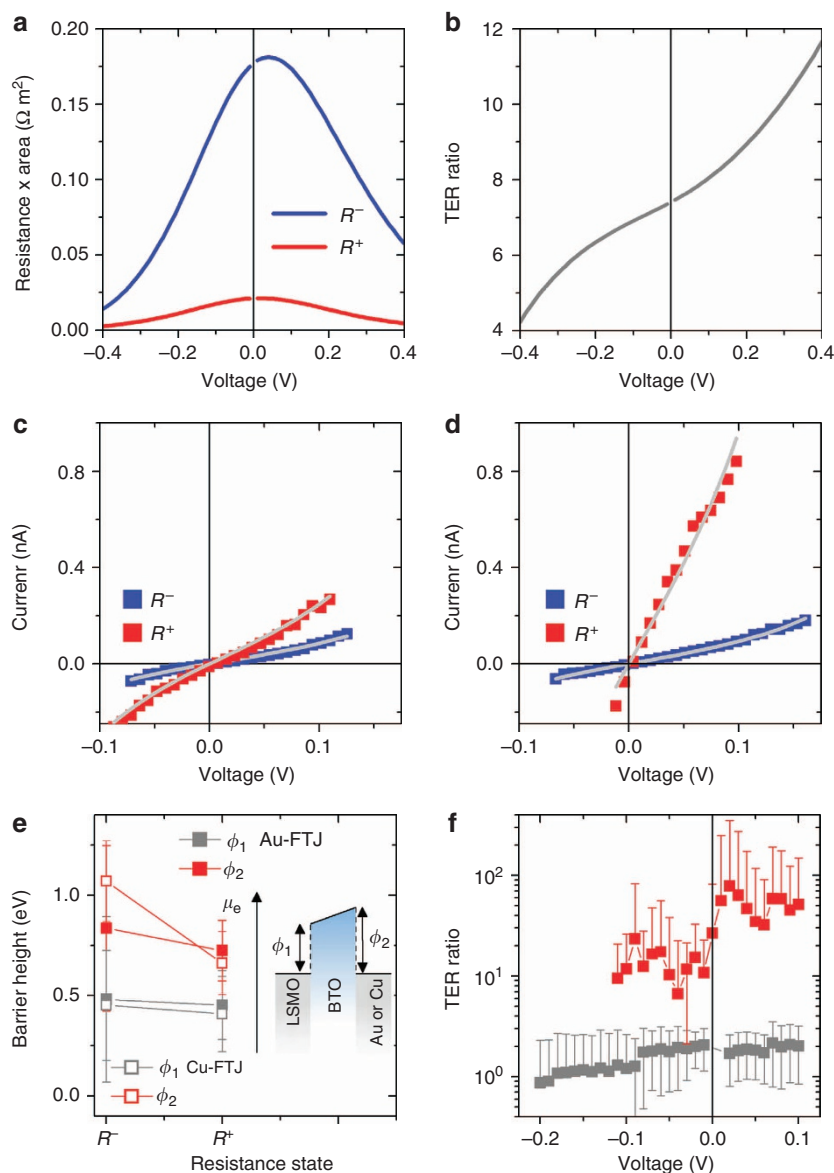 a
0.20
0.15
0.10
0.05
0.00
Resistance x area (Ω m²)
R⁻
R⁺
−0.4 −0.2 0.0 0.2 0.4
Voltage (V)
b
12
10
8
6
4
TER ratio
−0.4 −0.2 0.0 0.2 0.4
Voltage (V)
c
0.8
0.4
0.0
Currenr (nA)
R⁻
R⁺
−0.1 0.0 0.1
Voltage (V)
d
0.8
0.4
0.0
Currenr (nA)
R⁻
R⁺
−0.1 0.0 0.1
Voltage (V)
e
1.0
0.5
0.0
Barrier height (eV)
ϕ₁ Au-FTJ
ϕ₂
μₑ
ϕ₁
ϕ₂
LSMO
BTO
Au or Cu
ϕ₁ Cu-FTJ
ϕ₂
R⁻ R⁺
Resistance state
f
10²
10¹
10⁰
TER ratio
−0.2 −0.1 0.0 0.1
Voltage (V)